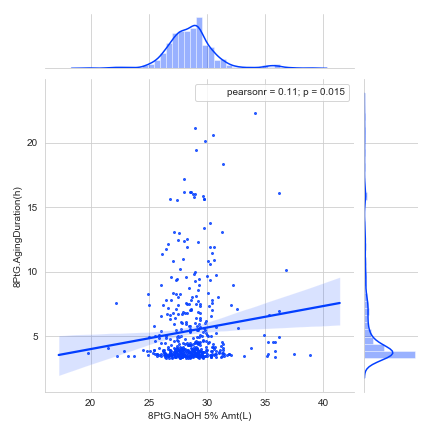 pearsonr = 0.11; p = 0.015
20
15
10
5
8PtG.AgingDuration(h)
20 25 30 35 40
8PtG.NaOH 5% Amt(L)